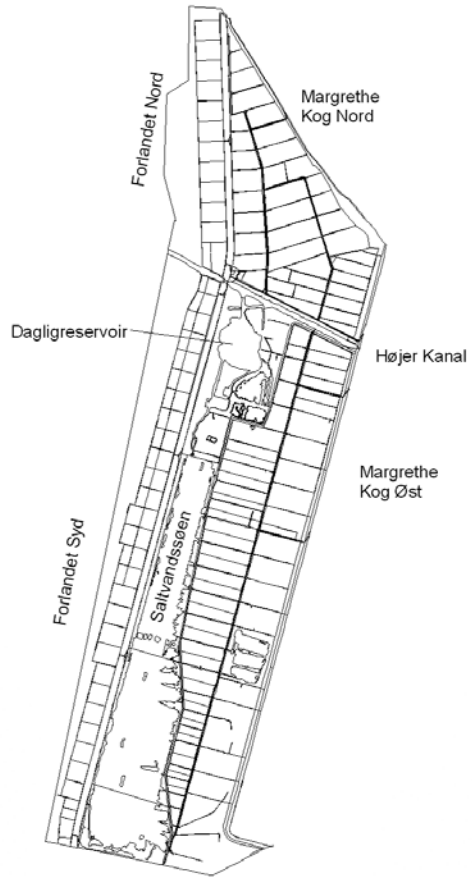 Forlandet Nord
Margrethe
Kog Nord
Dagligreservoir
Højer Kanal
Margrethe
Kog Øst
Saltvandssøen
Forlandet Syd